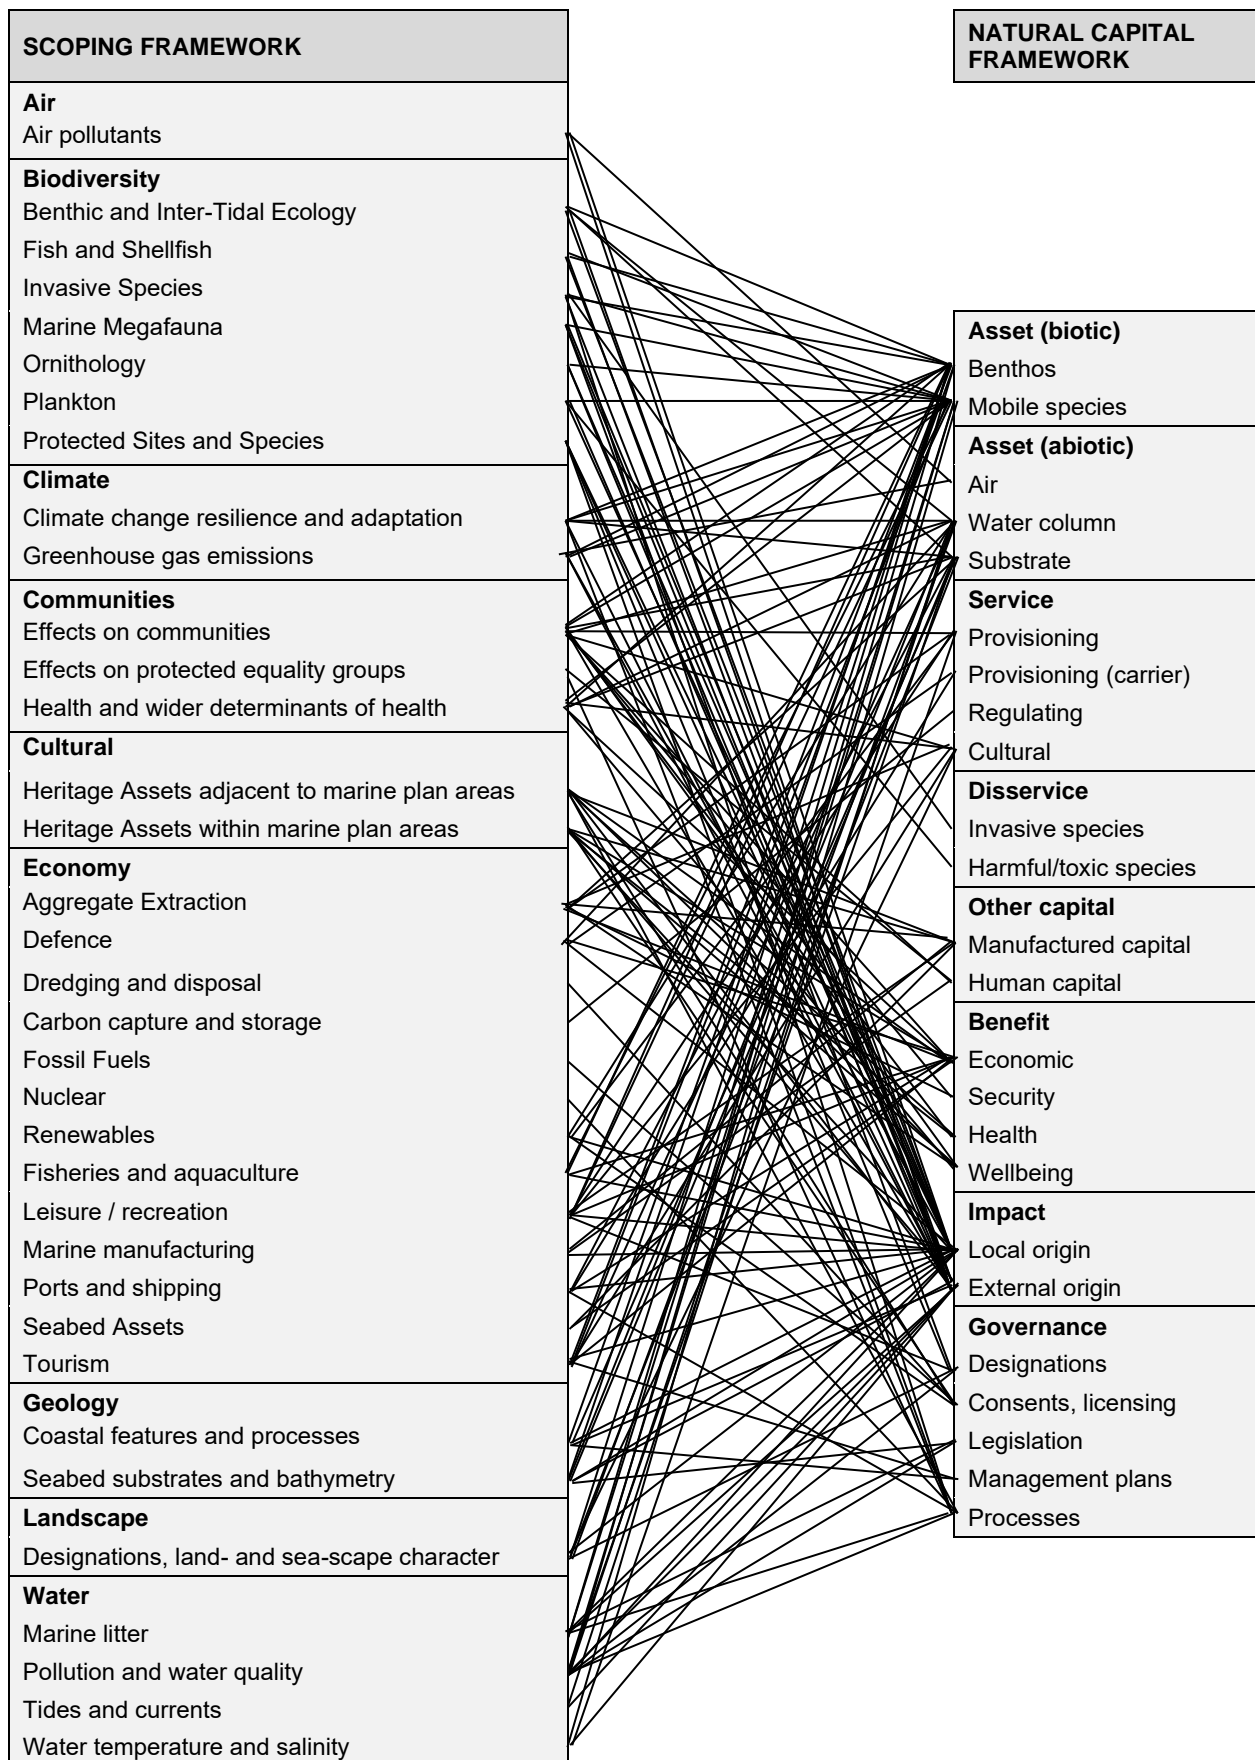 SCOPING FRAMEWORK
Air
Air pollutants
Biodiversity
Benthic and Inter-Tidal Ecology
Fish and Shellfish
Invasive Species
Marine Megafauna
Ornithology
Plankton
Protected Sites and Species
Climate
Climate change resilience and adaptation
Greenhouse gas emissions
Communities
Effects on communities
Effects on protected equality groups
Health and wider determinants of health
Cultural
Heritage Assets adjacent to marine plan areas
Heritage Assets within marine plan areas
Economy
Aggregate Extraction
Defence
Dredging and disposal
Carbon capture and storage
Fossil Fuels
Nuclear
Renewables
Fisheries and aquaculture
Leisure / recreation
Marine manufacturing
Ports and shipping
Seabed Assets
Tourism
Geology
Coastal features and processes
Seabed substrates and bathymetry
Landscape
Designations, land- and sea-scape character
Water
Marine litter
Pollution and water quality
Tides and currents
Water temperature and salinity
NATURAL CAPITAL
FRAMEWORK
Asset (biotic)
Benthos
Mobile species
Asset (abiotic)
Air
Water column
Substrate
Service
Provisioning
Provisioning (carrier)
Regulating
Cultural
Disservice
Invasive species
Harmful/toxic species
Other capital
Manufactured capital
Human capital
Benefit
Economic
Security
Health
Wellbeing
Impact
Local origin
External origin
Governance
Designations
Consents, licensing
Legislation
Management plans
Processes